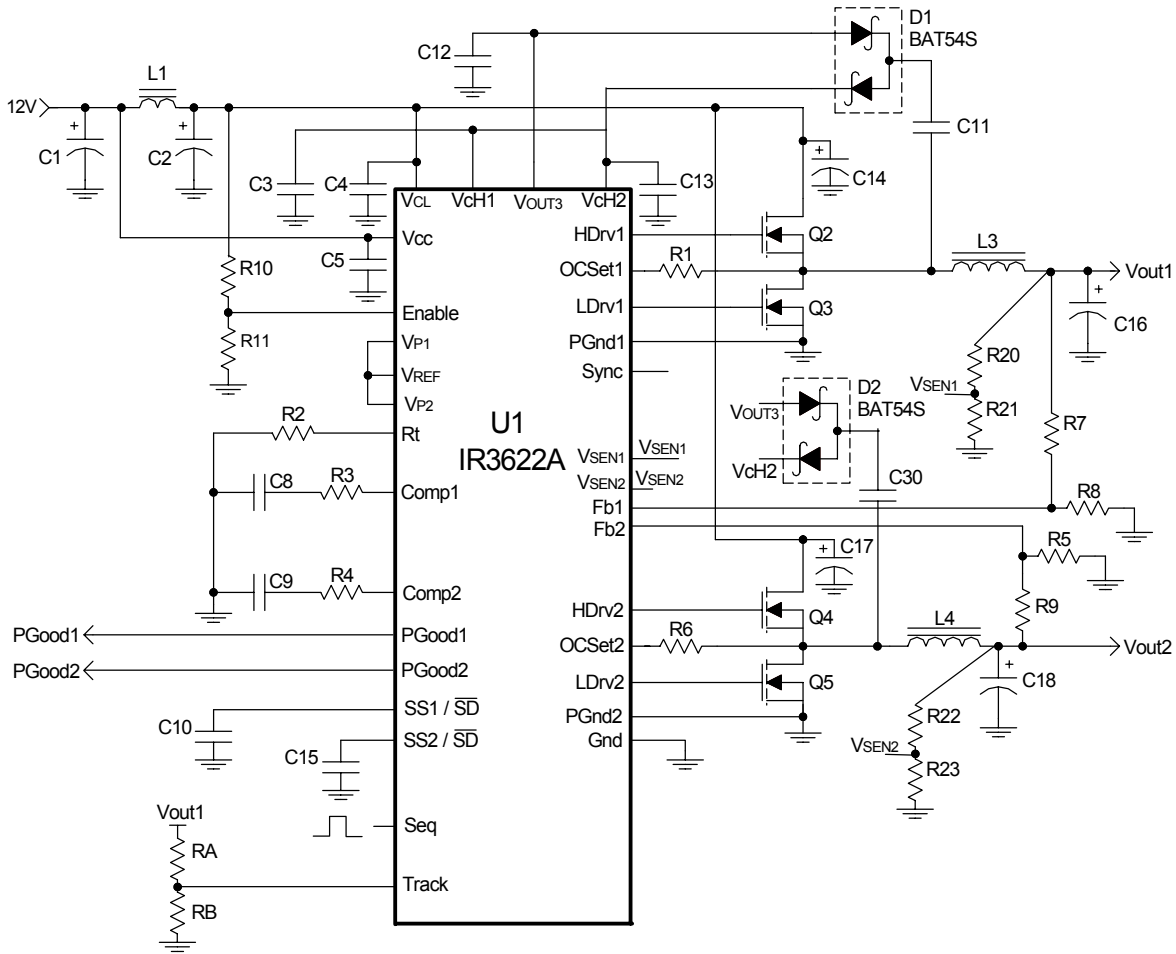 D1
BAT54S
C12
L1
12V
C11
C1
C2
C3
C4
C13
C14
VCL
VcH1
VOUT3
VcH2
Vcc
HDrv1
Q2
L3
C5
R10
OCSet1
R1
Vout1
Enable
LDrv1
Q3
C16
R11
VP1
PGnd1
R20
VREF
Sync
VSEN1
D2
BAT54S
VP2
R21
R7
R2
Rt
U1
IR3622A
VOUT3
VSEN1
VSEN1
VcH2
C8
R3
Comp1
VSEN2
VSEN2
C30
R8
Fb1
Fb2
C17
R5
C9
R4
Comp2
HDrv2
Q4
R9
L4
PGood1
PGood1
OCSet2
R6
Vout2
PGood2
PGood2
LDrv2
Q5
C18
SS1 / SD
PGnd2
R22
C10
SS2 / SD
Gnd
VSEN2
C15
R23
Vout1
Seq
RA
Track
RB